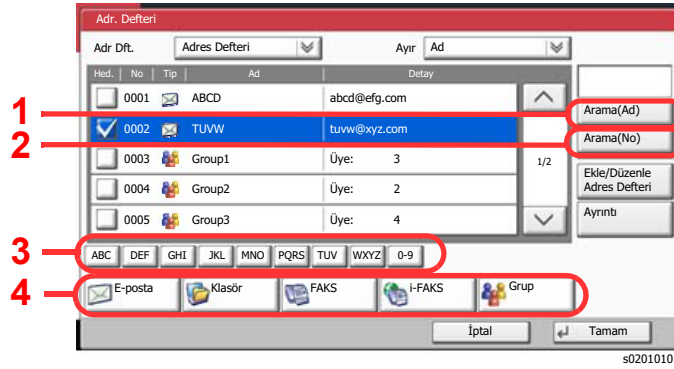 Adr. Defteri
Adr Dft. Adres Defteri Ayır Ad
Hed. No Tip Ad Detay
0001 ABCD abcd@efg.com
1 Arama(Ad)
0002 TUVW tuvw@xyz.com
2 Arama(No)
0003 Group1 Üye: 3 1/2
Ekle/Düzenle
Adres Defteri
0004 Group2 Üye: 2
Ayrıntı
0005 Group3 Üye: 4
3 ABC DEF GHI JKL MNO PQRS TUV WXYZ 0-9
4 E-posta Klasör FAKS i-FAKS Grup
İptal Tamam
s0201010